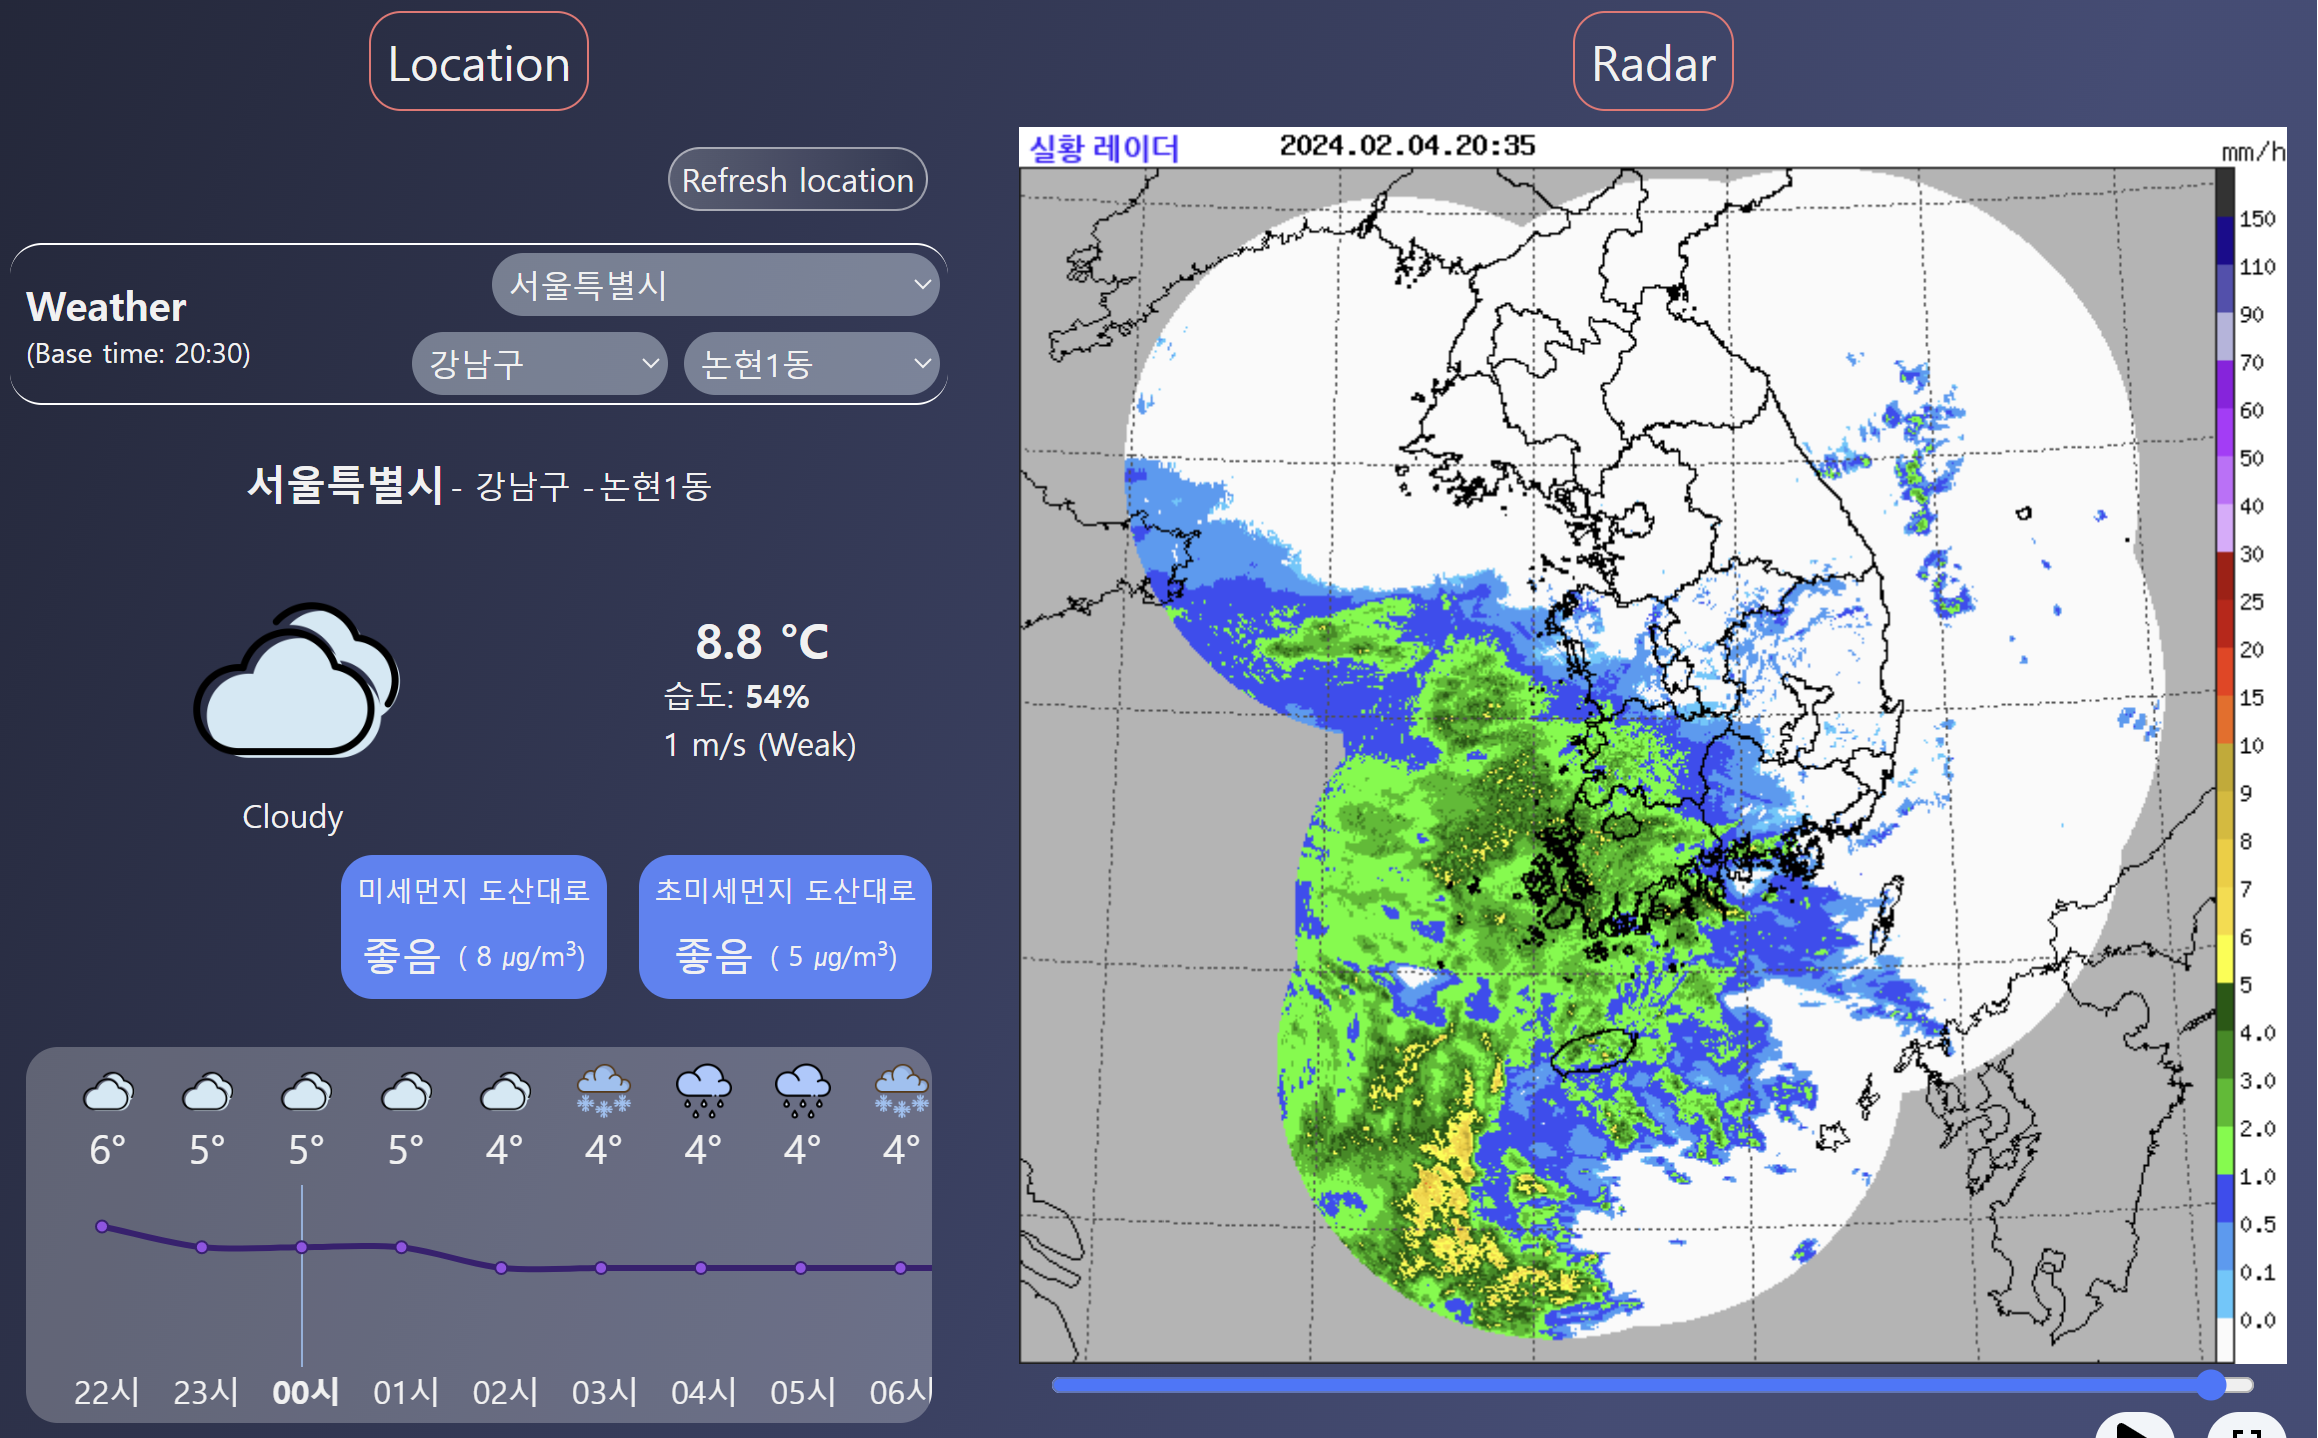 Location
Refresh location
Weather
(Base time: 20:30)
서울특별시
강남구
논현1동
서울특별시 - 강남구 -논현1동
Cloudy
8.8 °C
습도: 54%
1 m/s (Weak)
미세먼지 도산대로
좋음 ( 8 μg/m³)
초미세먼지 도산대로
좋음 ( 5 μg/m³)
6° 5° 5° 5° 4° 4° 4° 4° 4°
22시 23시 00시 01시 02시 03시 04시 05시 06시
Radar
실황 레이더 2024.02.04.20:35 mm/h
150
110
90
70
60
50
40
30
25
20
15
10
9
8
7
6
5
4.0
3.0
2.0
1.0
0.5
0.1
0.0